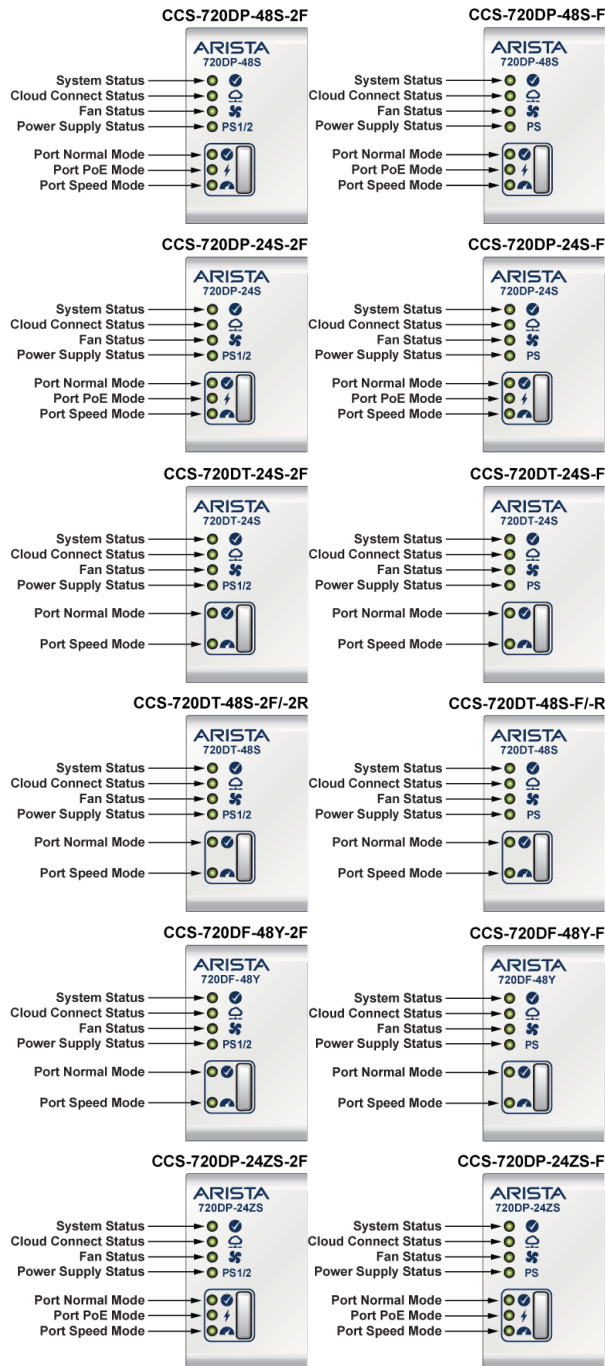 CCS-720DP-48S-2F
ARISTA
720DP-48S
System Status
Cloud Connect Status
Fan Status
Power Supply Status PS1/2
Port Normal Mode
Port PoE Mode
Port Speed Mode
CCS-720DP-48S-F
ARISTA
720DP-48S
System Status
Cloud Connect Status
Fan Status
Power Supply Status PS
Port Normal Mode
Port PoE Mode
Port Speed Mode
CCS-720DP-24S-2F
ARISTA
720DP-24S
System Status
Cloud Connect Status
Fan Status
Power Supply Status PS1/2
Port Normal Mode
Port PoE Mode
Port Speed Mode
CCS-720DP-24S-F
ARISTA
720DP-24S
System Status
Cloud Connect Status
Fan Status
Power Supply Status PS
Port Normal Mode
Port PoE Mode
Port Speed Mode
CCS-720DT-24S-2F
ARISTA
720DT-24S
System Status
Cloud Connect Status
Fan Status
Power Supply Status PS1/2
Port Normal Mode
Port Speed Mode
CCS-720DT-24S-F
ARISTA
720DT-24S
System Status
Cloud Connect Status
Fan Status
Power Supply Status PS
Port Normal Mode
Port Speed Mode
CCS-720DT-48S-2F/-2R
ARISTA
720DT-48S
System Status
Cloud Connect Status
Fan Status
Power Supply Status PS1/2
Port Normal Mode
Port Speed Mode
CCS-720DT-48S-F/-R
ARISTA
720DT-48S
System Status
Cloud Connect Status
Fan Status
Power Supply Status PS
Port Normal Mode
Port Speed Mode
CCS-720DF-48Y-2F
ARISTA
720DF-48Y
System Status
Cloud Connect Status
Fan Status
Power Supply Status PS1/2
Port Normal Mode
Port Speed Mode
CCS-720DF-48Y-F
ARISTA
720DF-48Y
System Status
Cloud Connect Status
Fan Status
Power Supply Status PS
Port Normal Mode
Port Speed Mode
CCS-720DP-24ZS-2F
ARISTA
720DP-24ZS
System Status
Cloud Connect Status
Fan Status
Power Supply Status PS1/2
Port Normal Mode
Port PoE Mode
Port Speed Mode
CCS-720DP-24ZS-F
ARISTA
720DP-24ZS
System Status
Cloud Connect Status
Fan Status
Power Supply Status PS
Port Normal Mode
Port PoE Mode
Port Speed Mode